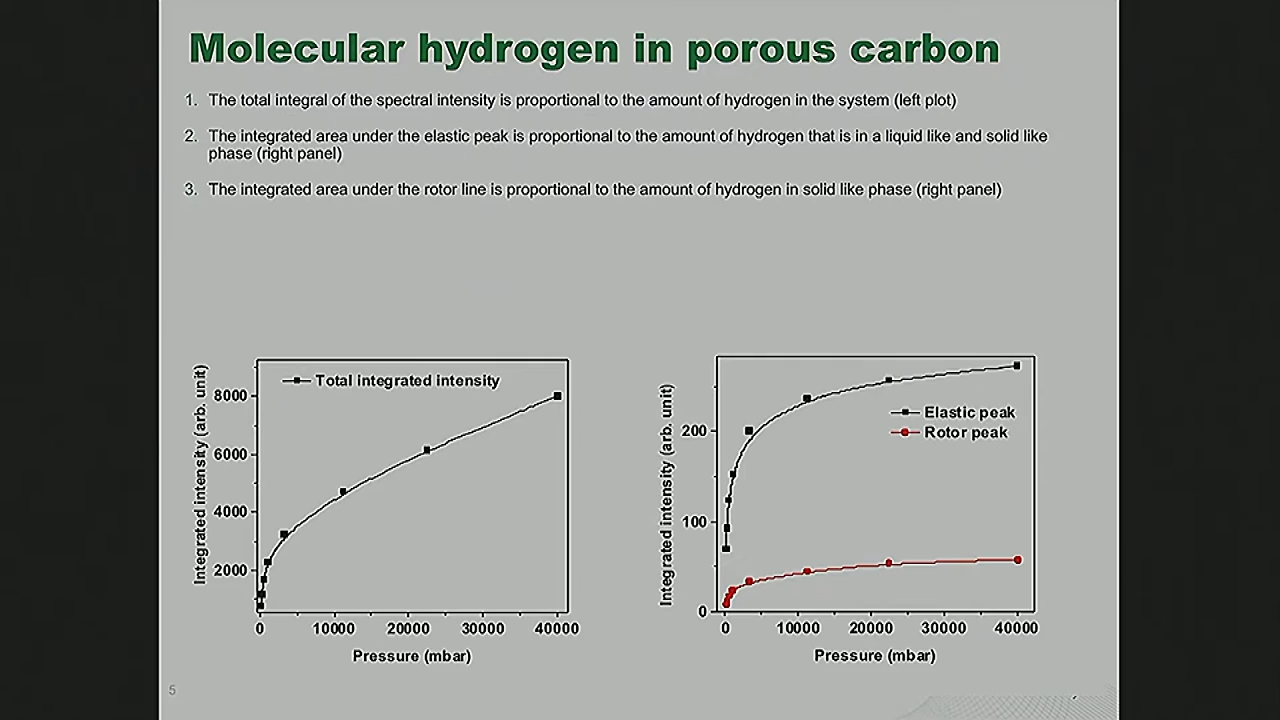 Molecular hydrogen in porous carbon
1. The total integral of the spectral intensity is proportional to the amount of hydrogen in the system (left plot)
2. The integrated area under the elastic peak is proportional to the amount of hydrogen that is in a liquid like and solid like
phase (right panel)
3. The integrated area under the rotor line is proportional to the amount of hydrogen in solid like phase (right panel)
Integrated intensity (arb. unit)
Total integrated intensity
8000
6000
4000
2000
0 10000 20000 30000 40000
Pressure (mbar)
Integrated intensity (arb. unit)
Elastic peak
Rotor peak
200
100
0
0 10000 20000 30000 40000
Pressure (mbar)
5